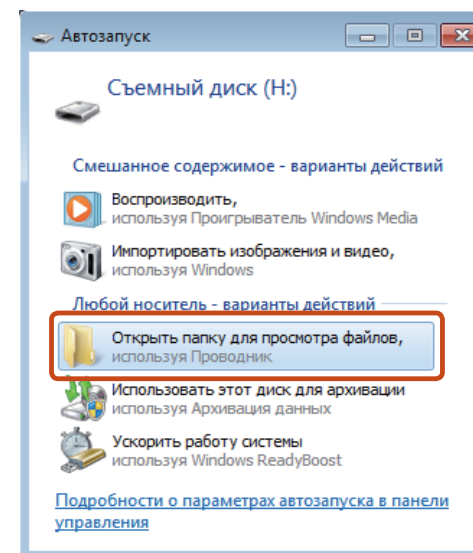 Автозапуск
Съемный диск (H:)
Смешанное содержимое - варианты действий
Воспроизводить,
используя Проигрыватель Windows Media
Импортировать изображения и видео,
используя Windows
Любой носитель - варианты действий
Открыть папку для просмотра файлов,
используя Проводник
Использовать этот диск для архивации
используя Архивация данных
Ускорить работу системы
используя Windows ReadyBoost
Подробности о параметрах автозапуска в панели
управления